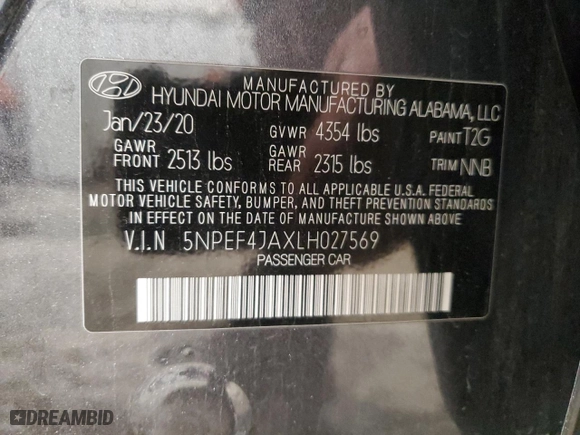 MANUFACTURED BY
HYUNDAI MOTOR MANUFACTURING ALABAMA, LLC
Jan/23/20 GVWR 4354 lbs PAINT T2G
GAWR FRONT 2513 lbs GAWR REAR 2315 lbs TRIM NNB
THIS VEHICLE CONFORMS TO ALL APPLICABLE U.S.A. FEDERAL
MOTOR VEHICLE SAFETY, BUMPER, AND THEFT PREVENTION STANDARDS
IN EFFECT ON THE DATE OF MANUFACTURE SHOWN ABOVE.
V.I.N 5NPEF4JAXLH027569
PASSENGER CAR
DREAMBID